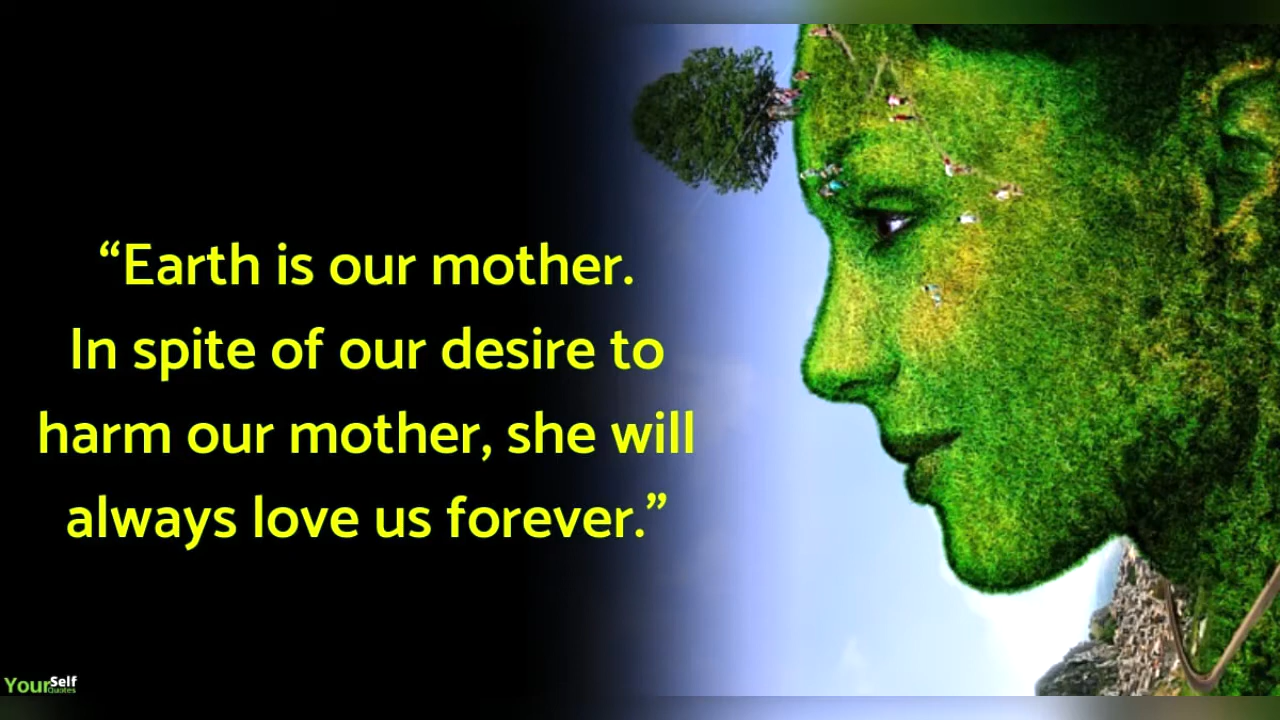 “Earth is our mother.
In spite of our desire to
harm our mother, she will
always love us forever.”
YourSelf
Quotes